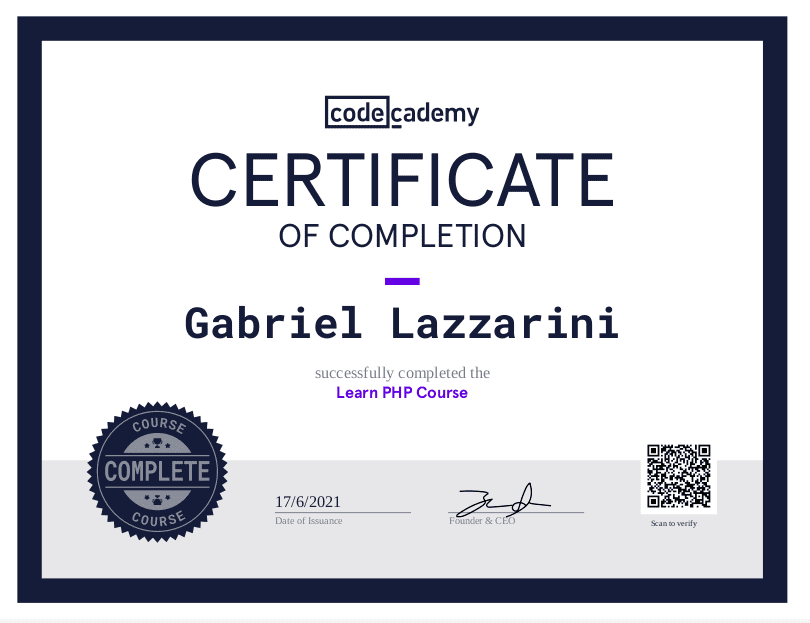 codecademy
CERTIFICATE
OF COMPLETION
Gabriel Lazzarini
successfully completed the
Learn PHP Course
COURSE
COMPLETE
COURSE
17/6/2021
Date of Issuance
Founder & CEO
Scan to verify